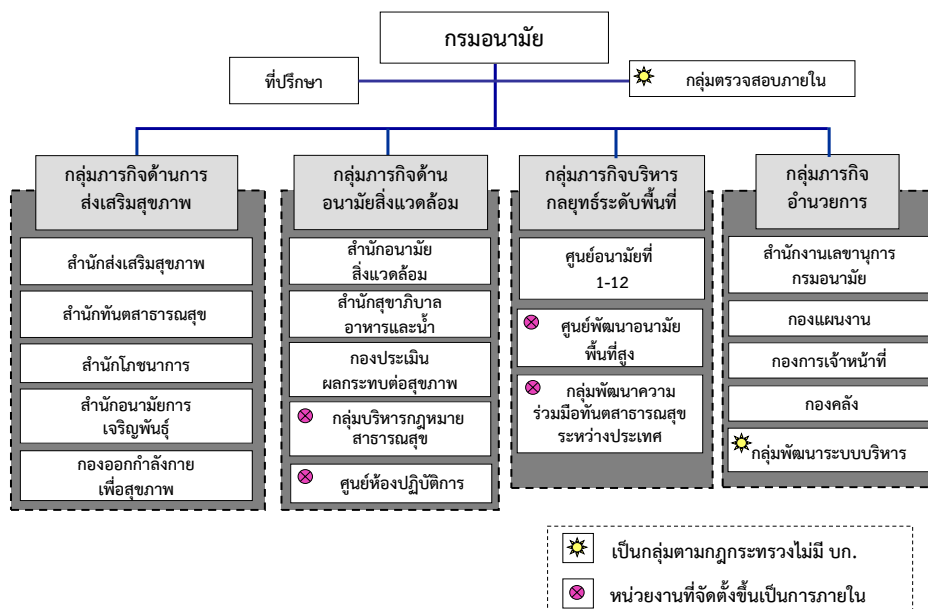 กรมอนามัย
ที่ปรึกษา
กลุ่มตรวจสอบภายใน
กลุ่มภารกิจด้านการ
ส่งเสริมสุขภาพ
สำนักส่งเสริมสุขภาพ
สำนักทันตสาธารณสุข
สำนักโภชนาการ
สำนักอนามัยการ
เจริญพันธุ์
กองออกกำลังกาย
เพื่อสุขภาพ
กลุ่มภารกิจด้าน
อนามัยสิ่งแวดล้อม
สำนักอนามัย
สิ่งแวดล้อม
สำนักสุขาภิบาล
อาหารและน้ำ
กองประเมิน
ผลกระทบต่อสุขภาพ
กลุ่มบริหารกฎหมาย
สาธารณสุข
ศูนย์ห้องปฏิบัติการ
กลุ่มภารกิจบริหาร
กลยุทธ์ระดับพื้นที่
ศูนย์อนามัยที่
1-12
ศูนย์พัฒนาอนามัย
พื้นที่สูง
กลุ่มพัฒนาความ
ร่วมมือทันตสาธารณสุข
ระหว่างประเทศ
กลุ่มภารกิจ
อำนวยการ
สำนักงานเลขานุการ
กรมอนามัย
กองแผนงาน
กองการเจ้าหน้าที่
กองคลัง
กลุ่มพัฒนาระบบบริหาร
เป็นกลุ่มตามกฎกระทรวงไม่มี บก.
หน่วยงานที่จัดตั้งขึ้นเป็นการภายใน